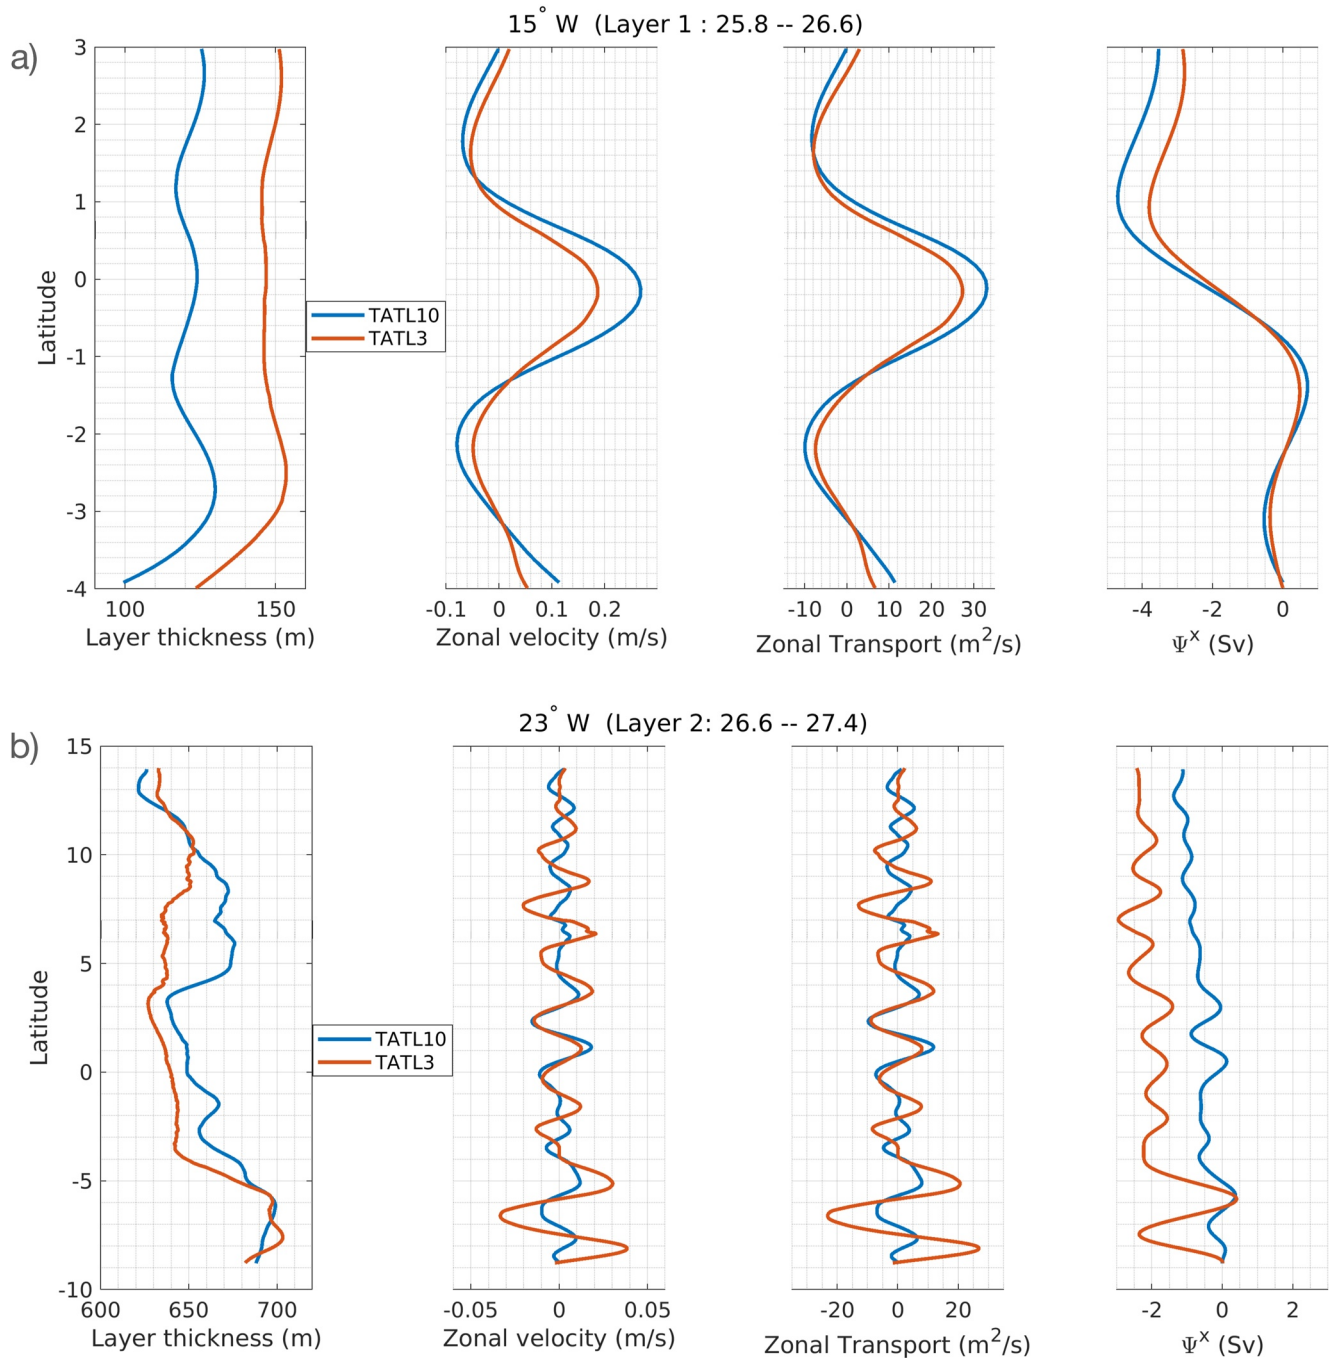 15° W (Layer 1 : 25.8 -- 26.6)
a)
3
2
1
0
-1
-2
-3
-4
Latitude
TATL10
TATL3
100 150
Layer thickness (m)
-0.1 0 0.1 0.2
Zonal velocity (m/s)
-10 0 10 20 30
Zonal Transport (m²/s)
-4 -2 0
Ψˣ (Sv)
23° W (Layer 2: 26.6 -- 27.4)
b)
15
10
5
0
-5
-10
Latitude
TATL10
TATL3
600 650 700
Layer thickness (m)
-0.05 0 0.05
Zonal velocity (m/s)
-20 0 20
Zonal Transport (m²/s)
-2 0 2
Ψˣ (Sv)